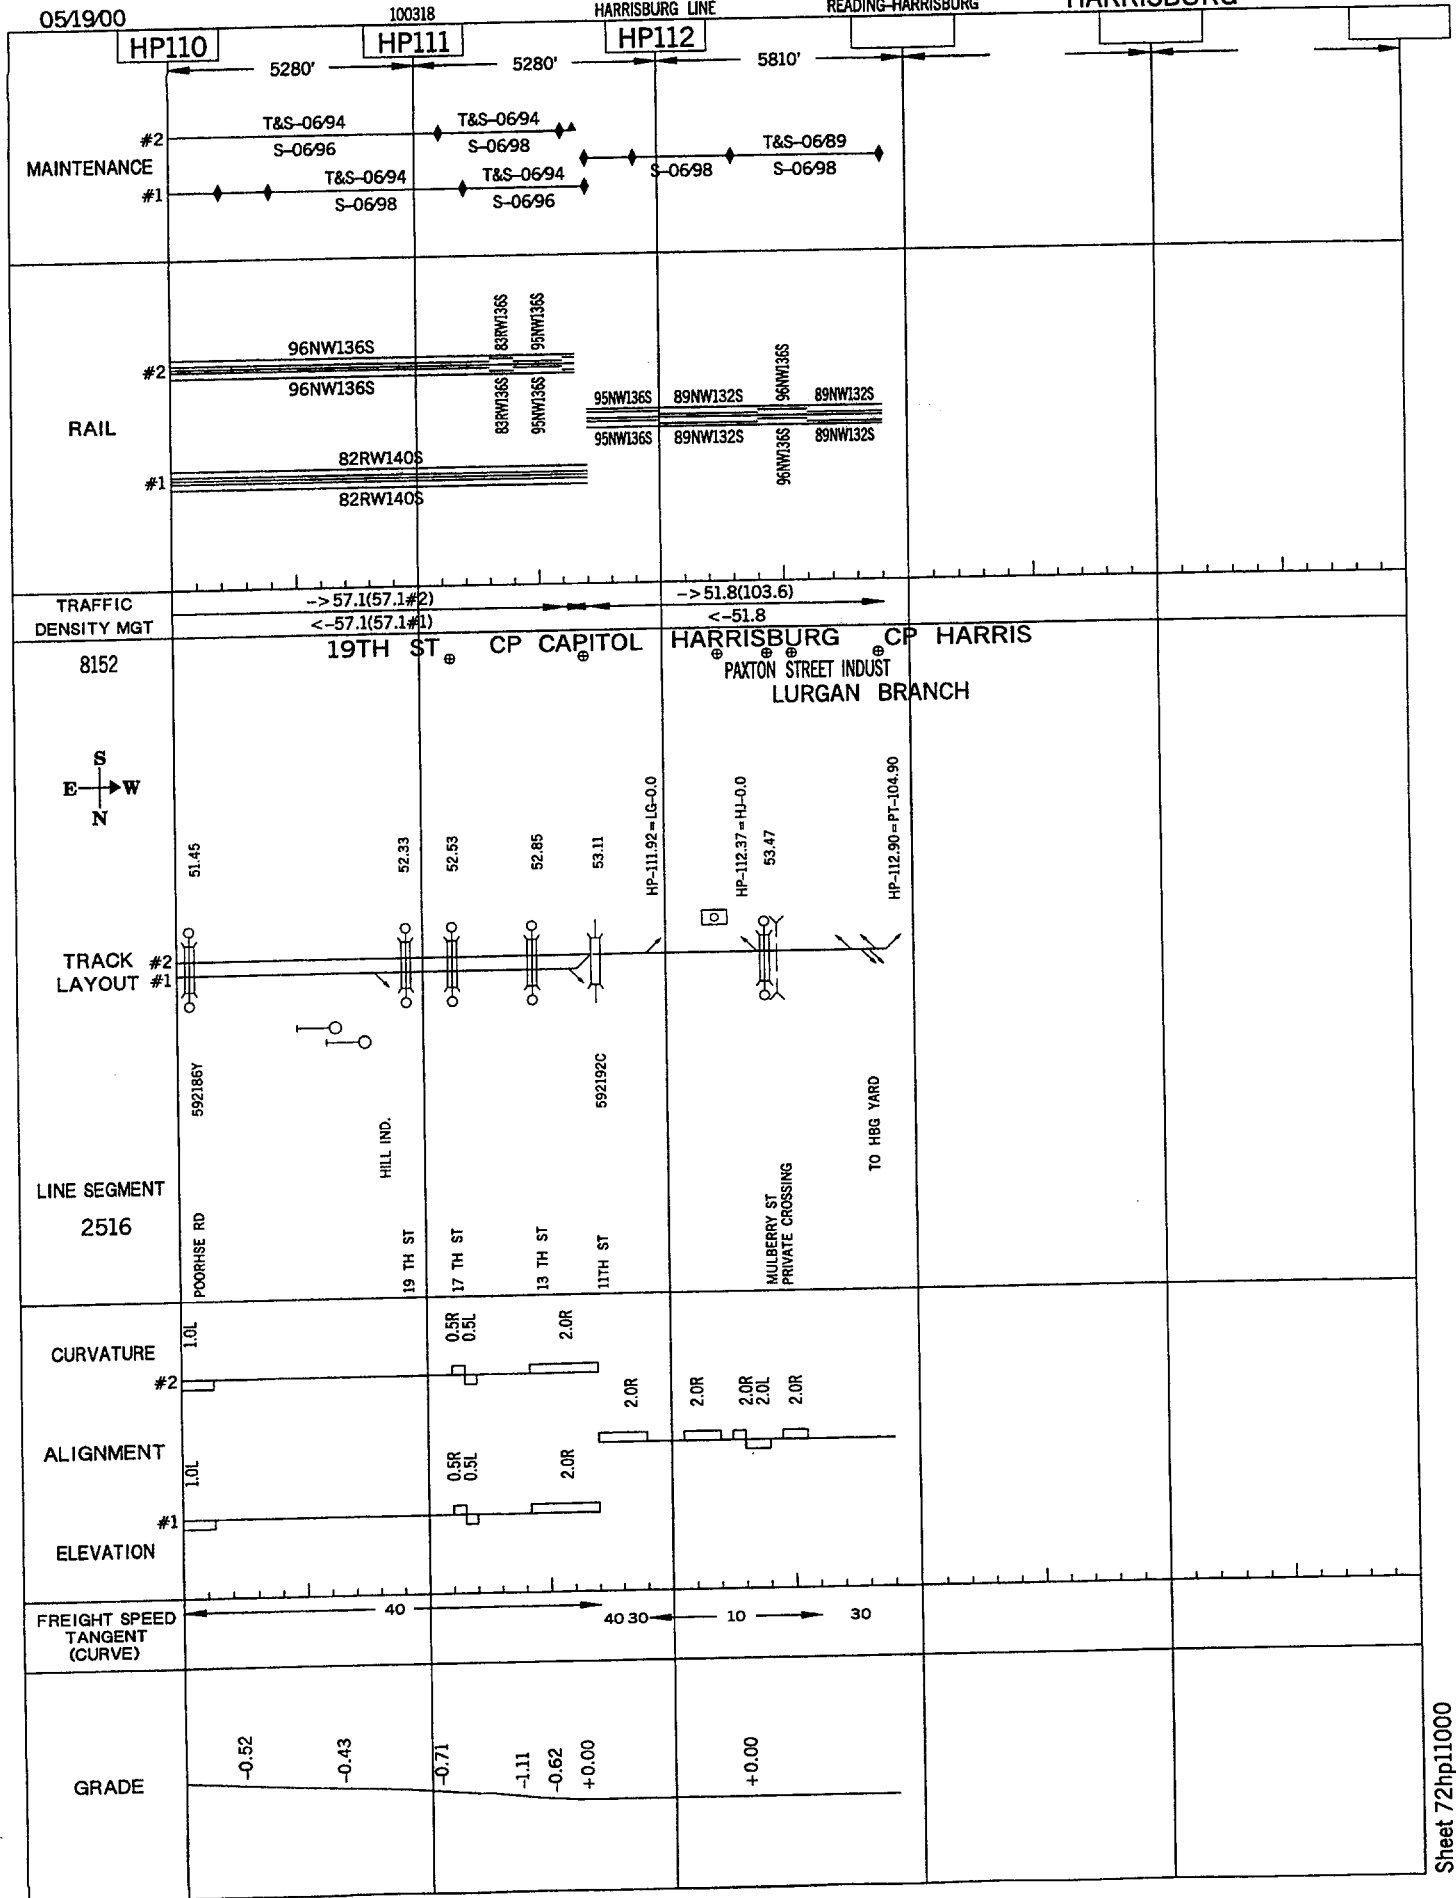 05/19/00
100318
HARRISBURG LINE
READING-HARRISBURG
HARRISBURG
HP110
HP111
HP112
5280'
5280'
5810'
MAINTENANCE
#2
T&S-06/94
T&S-06/94
S-06/96
S-06/98
T&S-06/89
S-06/98
S-06/98
#1
T&S-06/94
T&S-06/94
S-06/98
S-06/96
RAIL
#2
96NW136S
96NW136S
83RW136S
95NW136S
83RW136S
95NW136S
95NW136S
89NW132S
96NW136S
89NW132S
95NW136S
89NW132S
96NW136S
89NW132S
#1
82RW140S
82RW140S
TRAFFIC
DENSITY MGT
->57.1(57.1#2)
->51.8(103.6)
<-57.1(57.1#1)
<-51.8
8152
19TH ST
CP CAPITOL
HARRISBURG
CP HARRIS
PAXTON STREET INDUST
LURGAN BRANCH
S
E
W
N
51.45
52.33
52.53
52.85
53.11
HP-111.92=LG-0.0
HP-112.37=HJ-0.0
53.47
HP-112.90=PT-104.90
TRACK #2
LAYOUT #1
592186Y
HILL IND.
592192C
TO HBG YARD
LINE SEGMENT
2516
POORHSE RD
19 TH ST
17 TH ST
13 TH ST
11TH ST
MULBERRY ST
PRIVATE CROSSING
CURVATURE
#2
1.0L
0.5R
0.5L
2.0R
2.0R
2.0R
2.0R
2.0L
2.0R
ALIGNMENT
#1
1.0L
0.5R
0.5L
2.0R
ELEVATION
FREIGHT SPEED
TANGENT
(CURVE)
40
40 30
10
30
GRADE
-0.52
-0.43
-0.71
-1.11
-0.62
+0.00
+0.00
Sheet 72hp11000